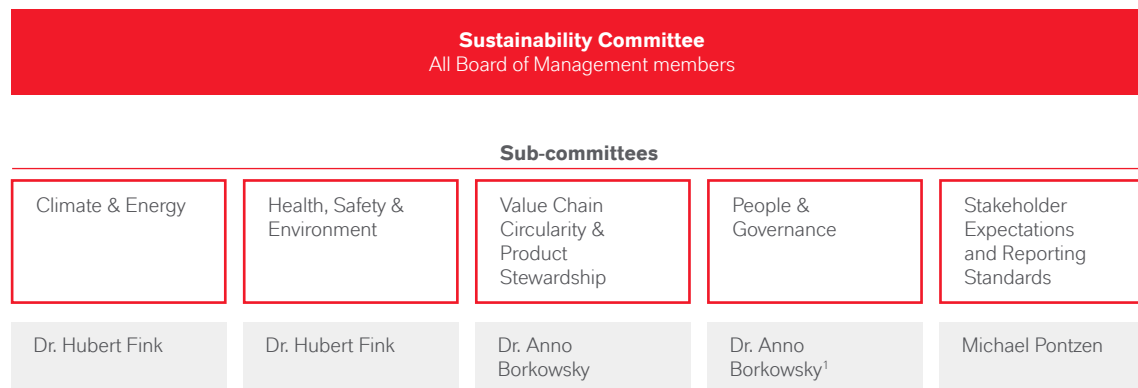 Sustainability Committee
All Board of Management members
Sub-committees
Climate & Energy
Health, Safety &
Environment
Value Chain
Circularity &
Product
Stewardship
People &
Governance
Stakeholder
Expectations
and Reporting
Standards
Dr. Hubert Fink
Dr. Hubert Fink
Dr. Anno
Borkowsky
Dr. Anno
Borkowsky¹
Michael Pontzen